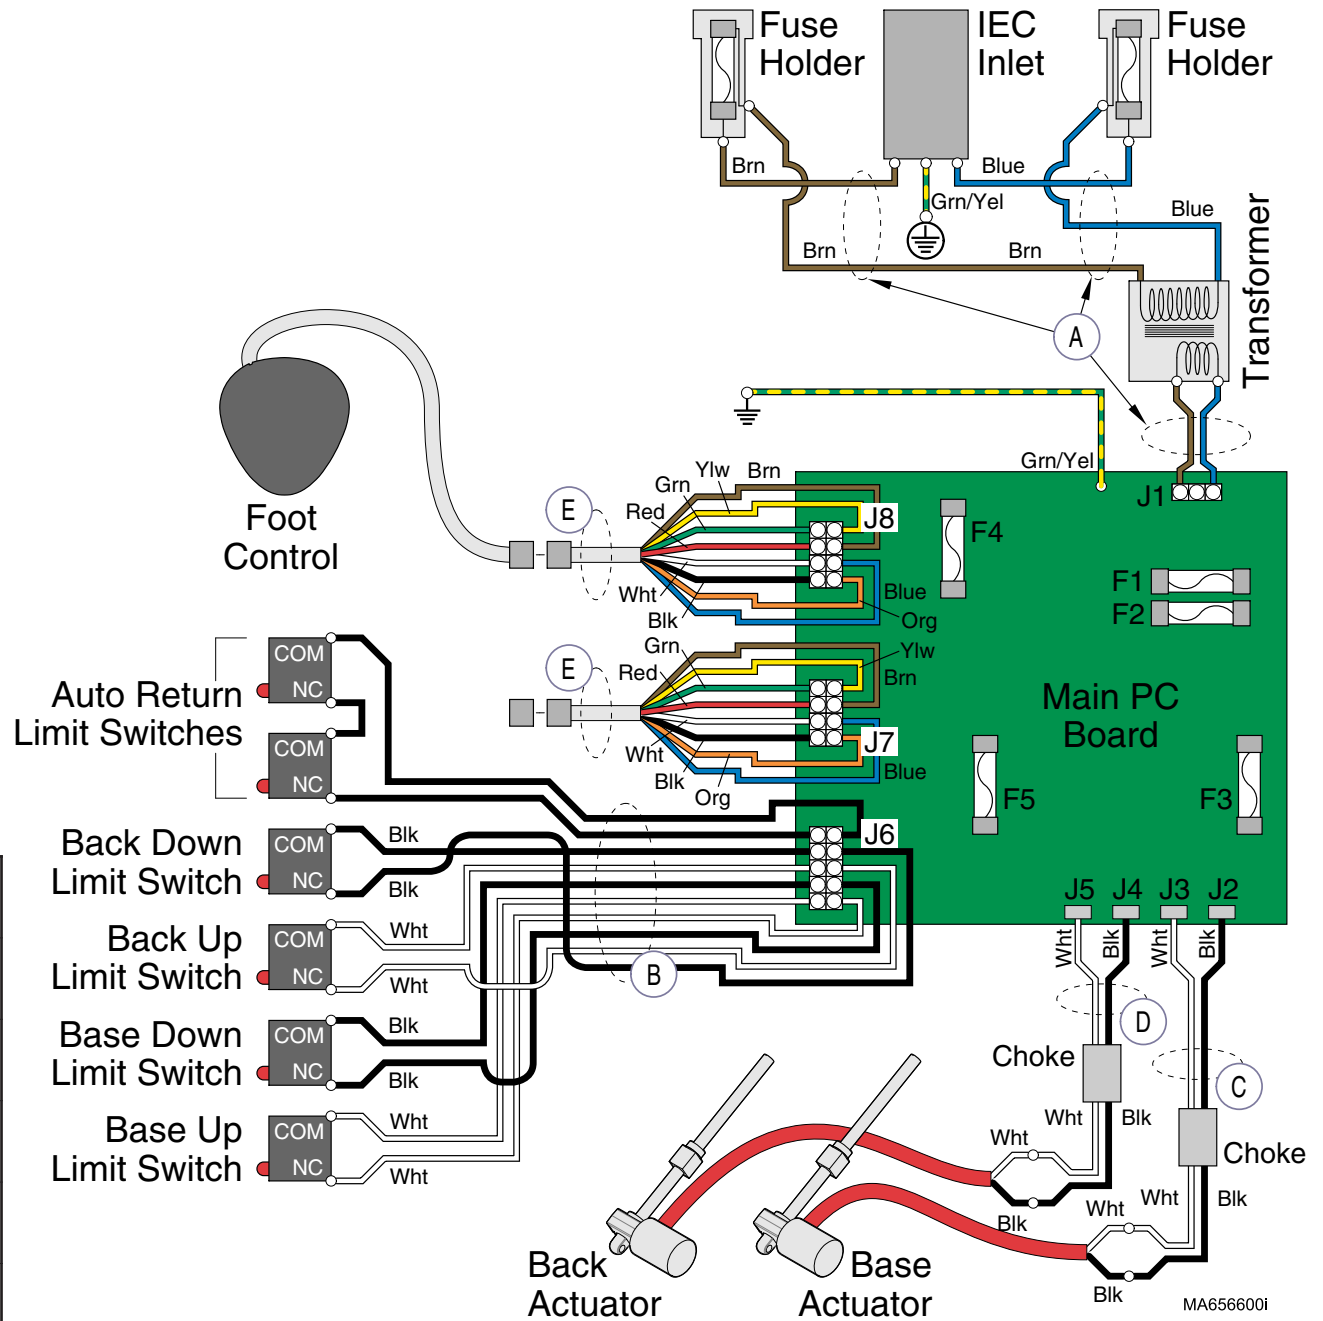 Fuse
Holder
IEC
Inlet
Fuse
Holder
Brn
Blue
Grn/Yel
Blue
Brn
Brn
Transformer
A
Grn/Yel
J1
Foot
Control
E
Ylw
Brn
Grn
Red
J8
F4
F1
F2
Wht
Blk
Blue
Org
E
Grn
Red
Ylw
Brn
Wht
Blk
Org
J7
Blue
Main PC
Board
F5
F3
Auto Return
Limit Switches
COM
NC
COM
NC
J6
Back Down
Limit Switch
COM
NC
Blk
Blk
Back Up
Limit Switch
COM
NC
Wht
Wht
B
Base Down
Limit Switch
COM
NC
Blk
Blk
Base Up
Limit Switch
COM
NC
Wht
Wht
J5
J4
J3
J2
Wht
Blk
Wht
Blk
D
C
Choke
Wht
Blk
Choke
Wht
Blk
Wht
Blk
Wht
Blk
Back
Actuator
Base
Actuator
MA656600i